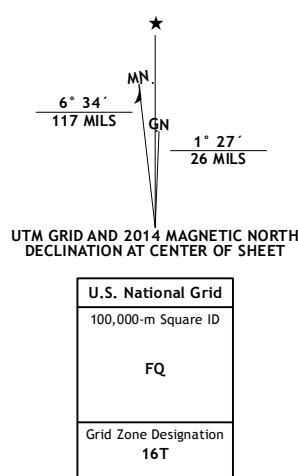 ★
MN
6° 34´
117 MILS
GN
1° 27´
26 MILS
UTM GRID AND 2014 MAGNETIC NORTH
DECLINATION AT CENTER OF SHEET
U.S. National Grid
100,000-m Square ID
FQ
Grid Zone Designation
16T